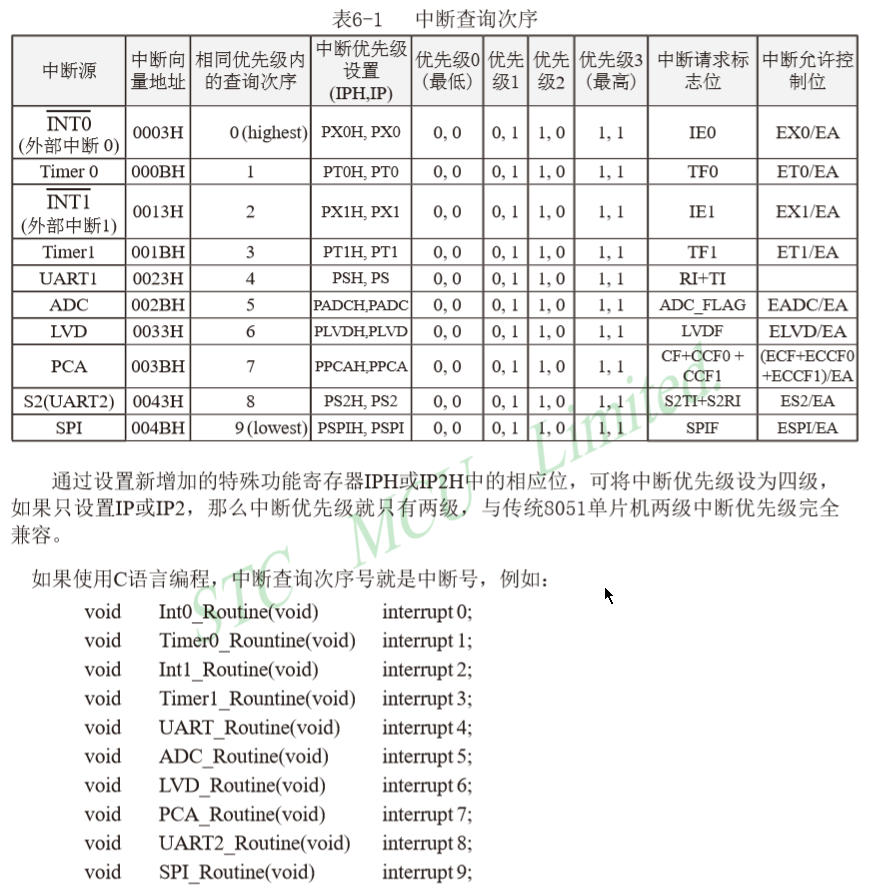 表6-1 中断查询次序
中断源 中断向量地址 相同优先级内的查询次序 中断优先级设置(IPH,IP) 优先级0(最低) 优先级1 优先级2 优先级3(最高) 中断请求标志位 中断允许控制位
INT0(外部中断 0) 0003H 0 (highest) PX0H, PX0 0, 0 0, 1 1, 0 1, 1 IE0 EX0/EA
Timer 0 000BH 1 PT0H, PT0 0, 0 0, 1 1, 0 1, 1 TF0 ET0/EA
INT1(外部中断1) 0013H 2 PX1H, PX1 0, 0 0, 1 1, 0 1, 1 IE1 EX1/EA
Timer1 001BH 3 PT1H, PT1 0, 0 0, 1 1, 0 1, 1 TF1 ET1/EA
UART1 0023H 4 PSH, PS 0, 0 0, 1 1, 0 1, 1 RI+TI
ADC 002BH 5 PADCH,PADC 0, 0 0, 1 1, 0 1, 1 ADC_FLAG EADC/EA
LVD 0033H 6 PLVDH,PLVD 0, 0 0, 1 1, 0 1, 1 LVDF ELVD/EA
PCA 003BH 7 PPCAH,PPCA 0, 0 0, 1 1, 0 1, 1 CF+CCF0 + CCF1 (ECF+ECCF0+ECCF1)/EA
S2(UART2) 0043H 8 PS2H, PS2 0, 0 0, 1 1, 0 1, 1 S2TI+S2RI ES2/EA
SPI 004BH 9 (lowest) PSPIH, PSPI 0, 0 0, 1 1, 0 1, 1 SPIF ESPI/EA
通过设置新增加的特殊功能寄存器IPH或IP2H中的相应位，可将中断优先级设为四级，
如果只设置IP或IP2，那么中断优先级就只有两级，与传统8051单片机两级中断优先级完全
兼容。
如果使用C语言编程，中断查询次序号就是中断号，例如：
void Int0_Routine(void) interrupt 0;
void Timer0_Rountine(void) interrupt 1;
void Int1_Routine(void) interrupt 2;
void Timer1_Rountine(void) interrupt 3;
void UART_Routine(void) interrupt 4;
void ADC_Routine(void) interrupt 5;
void LVD_Routine(void) interrupt 6;
void PCA_Routine(void) interrupt 7;
void UART2_Routine(void) interrupt 8;
void SPI_Routine(void) interrupt 9;
STC MCU Limited.